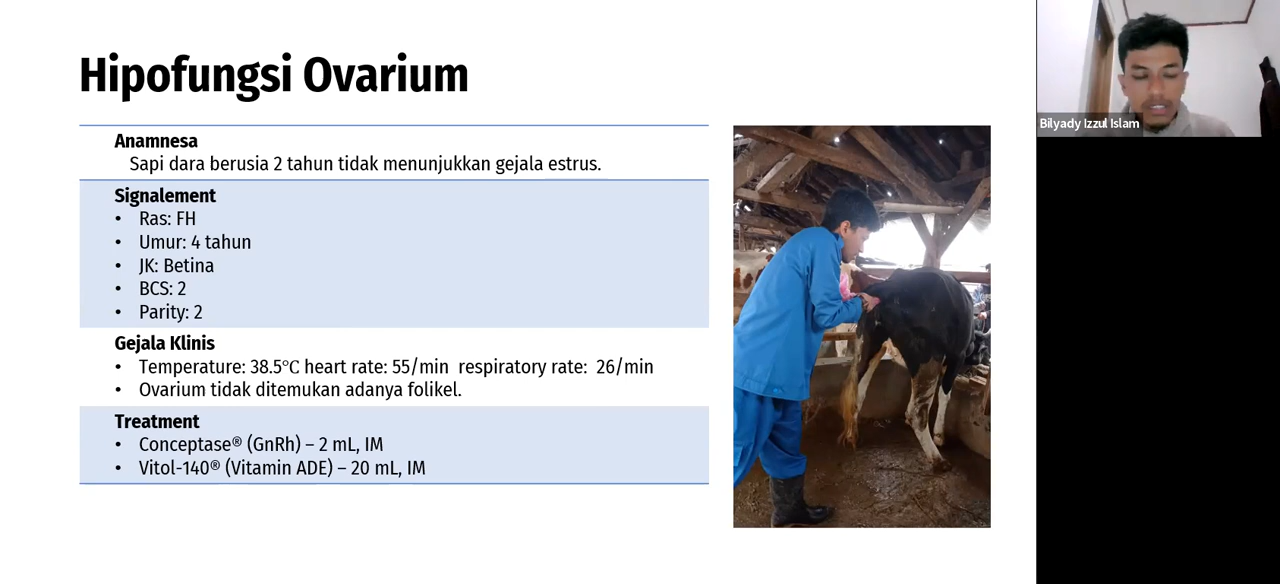 Hipofungsi Ovarium
Anamnesa
Sapi dara berusia 2 tahun tidak menunjukkan gejala estrus.
Signalement
• Ras: FH
• Umur: 4 tahun
• JK: Betina
• BCS: 2
• Parity: 2
Gejala Klinis
• Temperature: 38.5°C heart rate: 55/min  respiratory rate:  26/min
• Ovarium tidak ditemukan adanya folikel.
Treatment
• Conceptase® (GnRh) – 2 mL, IM
• Vitol-140® (Vitamin ADE) – 20 mL, IM
Bilyady Izzul Islam